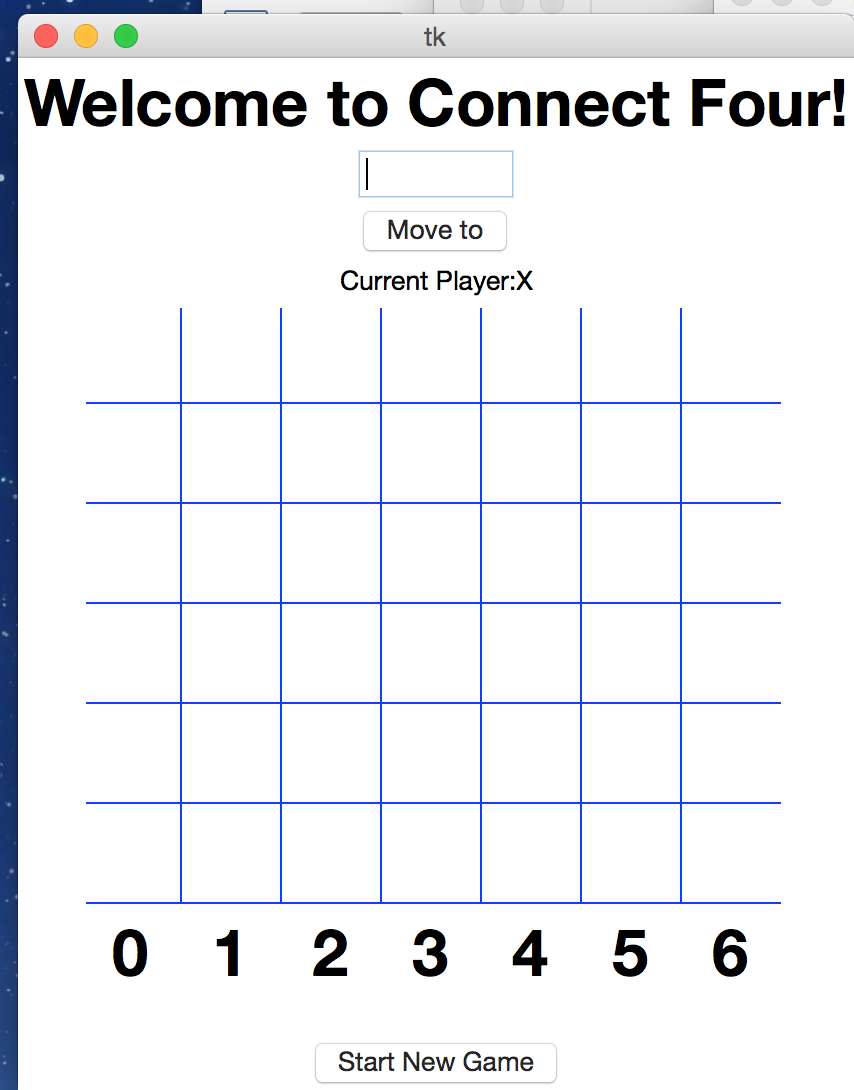 tk
Welcome to Connect Four!
Move to
Current Player:X
0 1 2 3 4 5 6
Start New Game